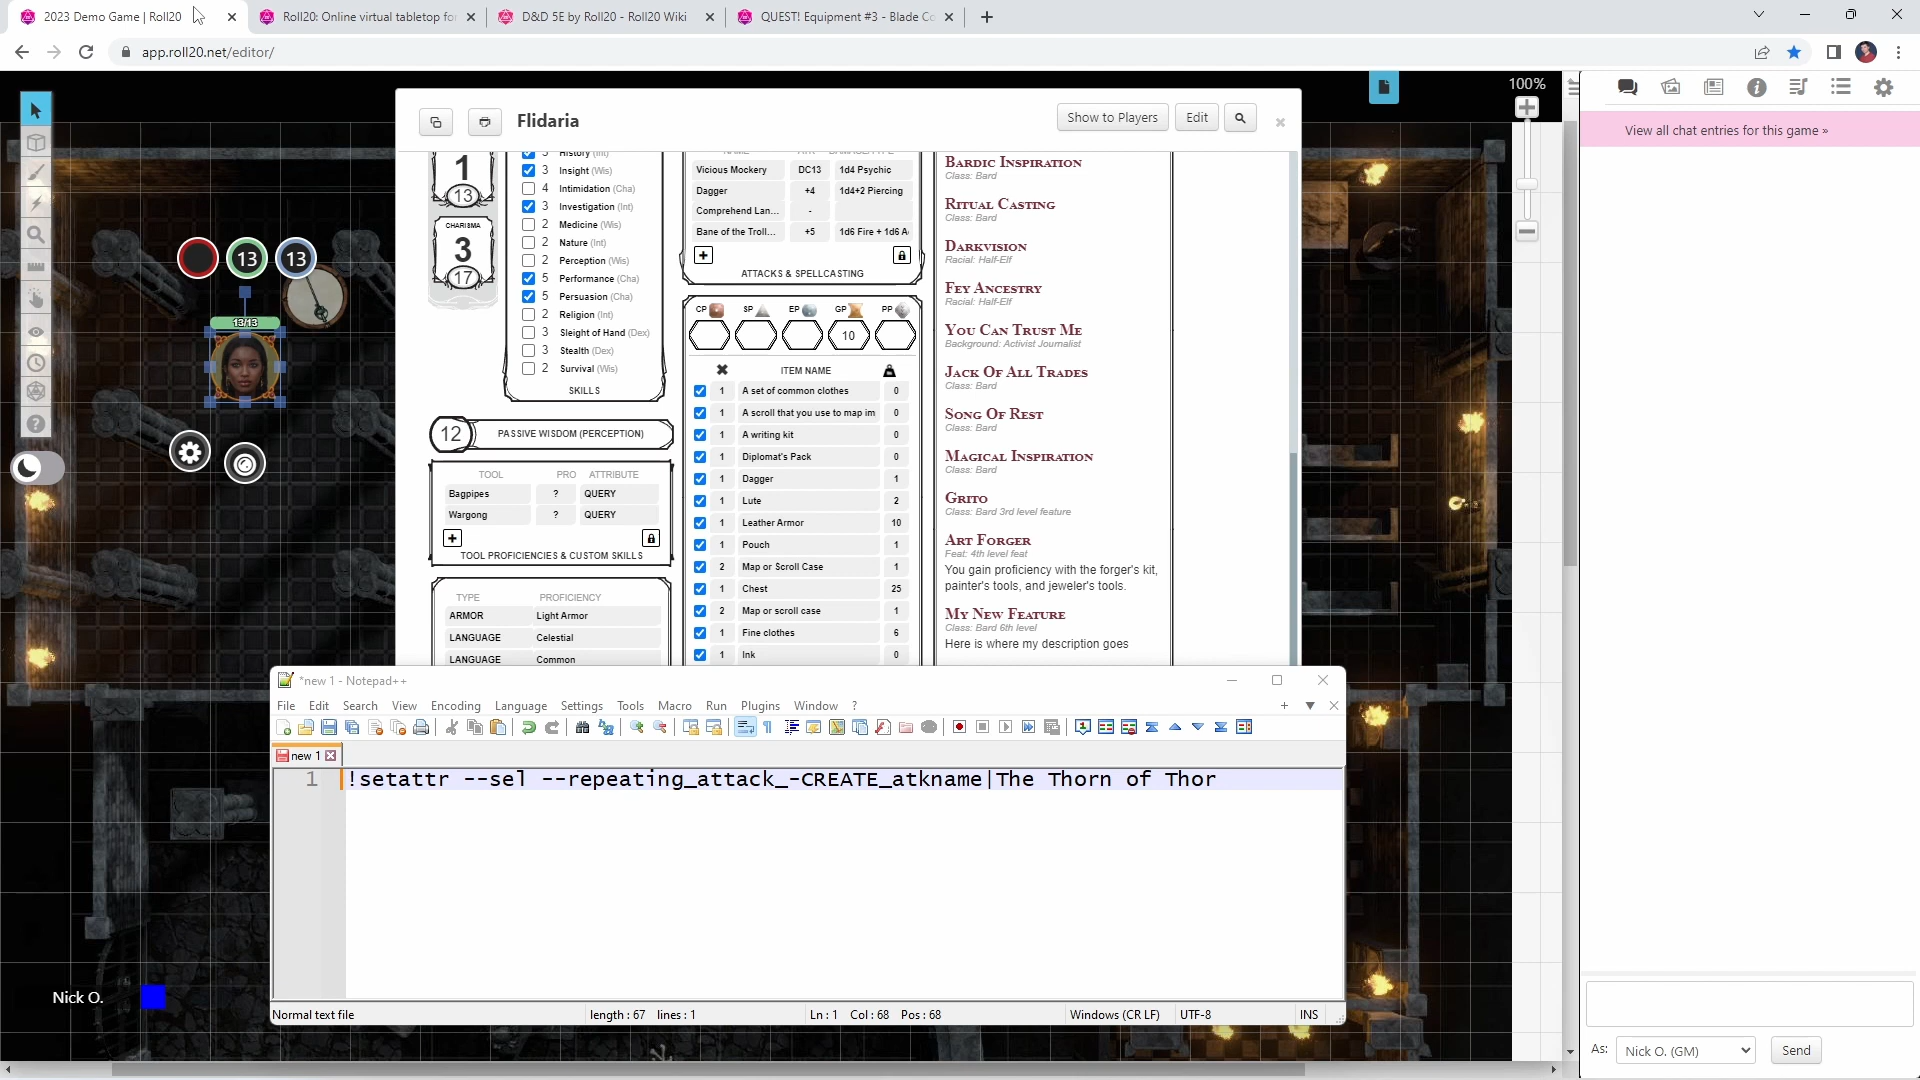 2023 Demo Game | Roll20
Roll20: Online virtual tabletop for
D&D 5E by Roll20 - Roll20 Wiki
QUEST! Equipment #3 - Blade Co
app.roll20.net/editor/
100%
Flidaria
Show to Players
Edit
View all chat entries for this game »
1
13
CHARISMA
3
17
3 History (Int)
3 Insight (Wis)
4 Intimidation (Cha)
3 Investigation (Int)
2 Medicine (Wis)
2 Nature (Int)
2 Perception (Wis)
5 Performance (Cha)
5 Persuasion (Cha)
2 Religion (Int)
3 Sleight of Hand (Dex)
3 Stealth (Dex)
2 Survival (Wis)
SKILLS
12 PASSIVE WISDOM (PERCEPTION)
TOOL PRO ATTRIBUTE
Bagpipes ? QUERY
Wargong ? QUERY
TOOL PROFICIENCIES & CUSTOM SKILLS
TYPE PROFICIENCY
ARMOR Light Armor
LANGUAGE Celestial
LANGUAGE Common
Vicious Mockery DC13 1d4 Psychic
Dagger +4 1d4+2 Piercing
Comprehend Lan... -
Bane of the Troll... +5 1d6 Fire + 1d6 A
ATTACKS & SPELLCASTING
CP SP EP GP PP
10
ITEM NAME
1 A set of common clothes 0
1 A scroll that you use to map im 0
1 A writing kit 0
1 Diplomat's Pack 0
1 Dagger 1
1 Lute 2
1 Leather Armor 10
1 Pouch 1
2 Map or Scroll Case 1
1 Chest 25
2 Map or scroll case 1
1 Fine clothes 6
1 Ink 0
BARDIC INSPIRATION
Class: Bard
RITUAL CASTING
Class: Bard
DARKVISION
Racial: Half-Elf
FEY ANCESTRY
Racial: Half-Elf
YOU CAN TRUST ME
Background: Activist Journalist
JACK OF ALL TRADES
Class: Bard
SONG OF REST
Class: Bard
MAGICAL INSPIRATION
Class: Bard
GRITO
Class: Bard 3rd level feature
ART FORGER
Feat: 4th level feat
You gain proficiency with the forger's kit,
painter's tools, and jeweler's tools.
MY NEW FEATURE
Class: Bard 6th level
Here is where my description goes
13
13
13/13
*new 1 - Notepad++
File Edit Search View Encoding Language Settings Tools Macro Run Plugins Window ?
new 1
1 !setattr --sel --repeating_attack_-CREATE_atkname|The Thorn of Thor
Normal text file
length : 67 lines : 1
Ln : 1 Col : 68 Pos : 68
Windows (CR LF)
UTF-8
INS
Nick O.
As:
Nick O. (GM)
Send